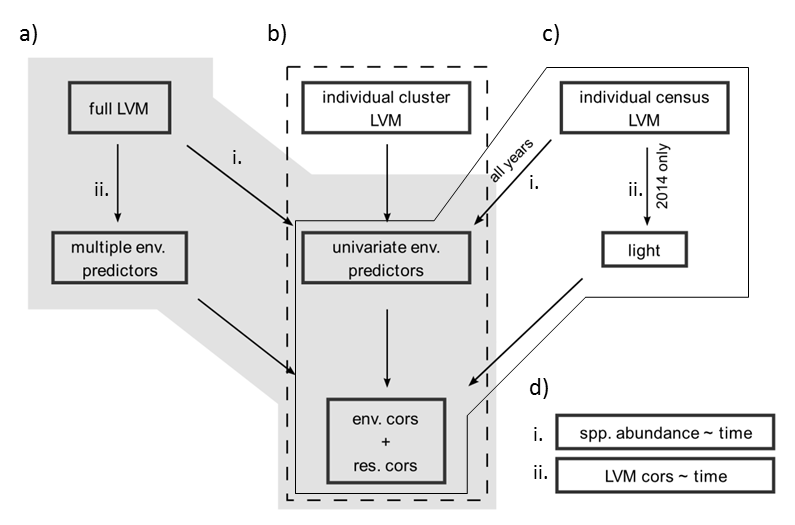 a)
b)
c)
full LVM
individual cluster
LVM
individual census
LVM
i.
ii.
all years
i.
ii.
2014 only
multiple env.
predictors
univariate env.
predictors
light
env. cors
+
res. cors
d)
i.
spp. abundance ~ time
ii.
LVM cors ~ time